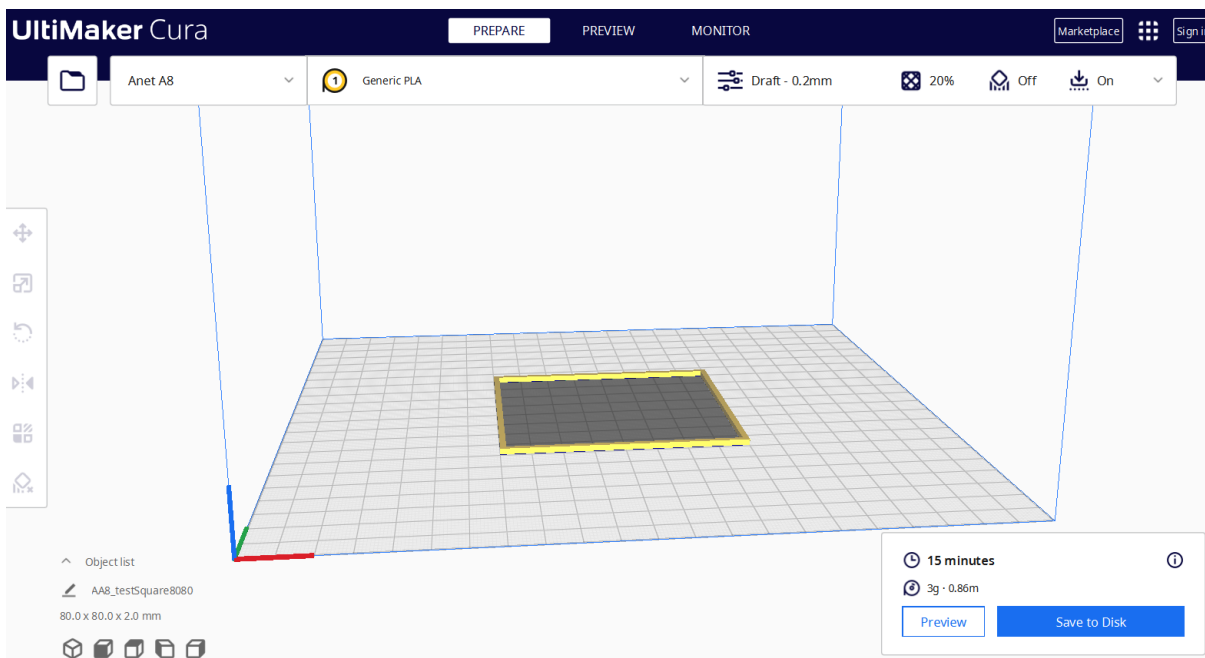 UltiMaker Cura
PREPARE
PREVIEW
MONITOR
Marketplace
Sign
Anet A8
1
Generic PLA
Draft - 0.2mm
20%
Off
On
Object list
AA8_testSquare8080
80.0 x 80.0 x 2.0 mm
15 minutes
3g · 0.86m
Preview
Save to Disk